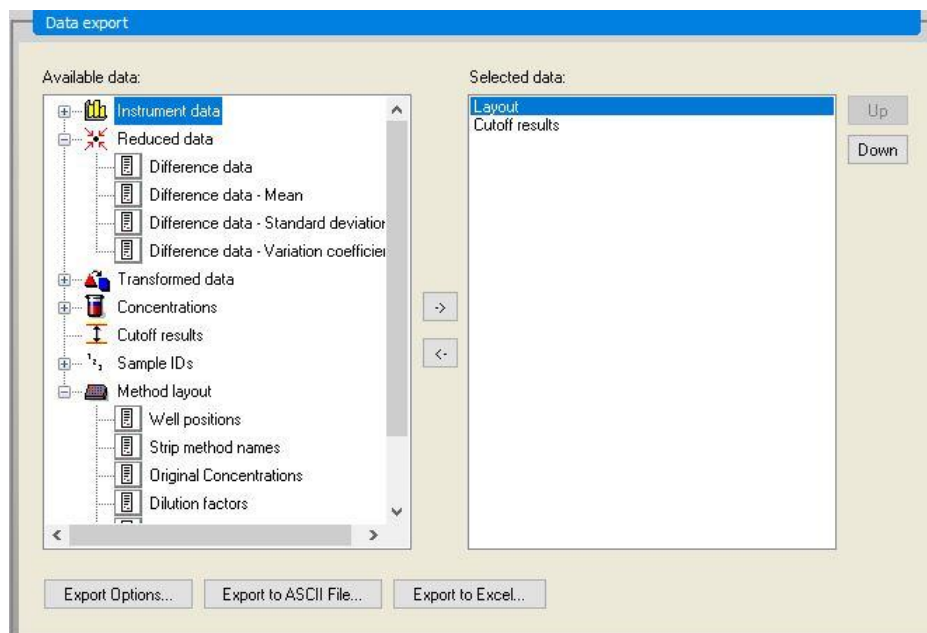 Data export
Available data:
Instrument data
Reduced data
Difference data
Difference data - Mean
Difference data - Standard deviation
Difference data - Variation coefficier
Transformed data
Concentrations
Cutoff results
Sample IDs
Method layout
Well positions
Strip method names
Original Concentrations
Dilution factors
->
<-
Selected data:
Layout
Cutoff results
Up
Down
Export Options...
Export to ASCII File...
Export to Excel...